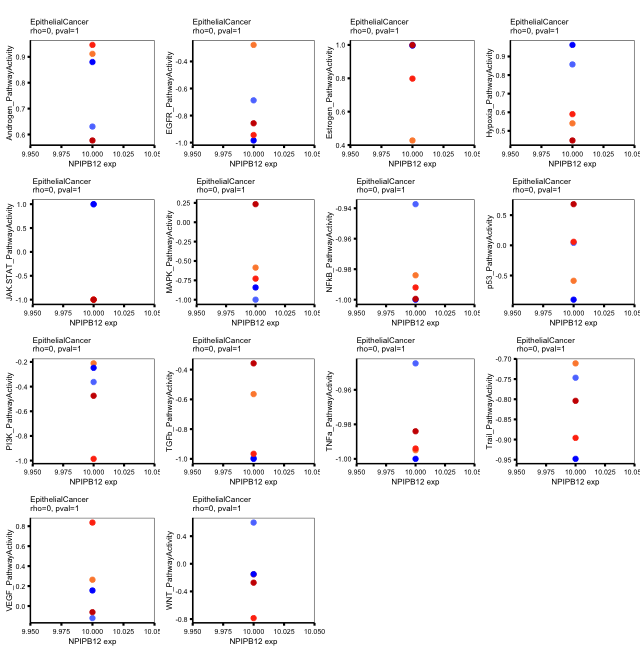 EpithelialCancer
rho=0, pval=1
Androgen_PathwayActivity
0.9
0.8
0.7
0.6
9.950 9.975 10.000 10.025 10.05
NPIPB12 exp
EpithelialCancer
rho=0, pval=1
EGFR_PathwayActivity
-0.4
-0.6
-0.8
-1.0
9.950 9.975 10.000 10.025 10.05
NPIPB12 exp
EpithelialCancer
rho=0, pval=1
Estrogen_PathwayActivity
1.0
0.8
0.6
0.4
9.950 9.975 10.000 10.025 10.05
NPIPB12 exp
EpithelialCancer
rho=0, pval=1
Hypoxia_PathwayActivity
0.9
0.8
0.7
0.6
0.5
9.950 9.975 10.000 10.025 10.05
NPIPB12 exp
EpithelialCancer
rho=0, pval=1
JAK.STAT_PathwayActivity
1.0
0.5
0.0
-0.5
-1.0
9.950 9.975 10.000 10.025 10.05
NPIPB12 exp
EpithelialCancer
rho=0, pval=1
MAPK_PathwayActivity
0.25
0.00
-0.25
-0.50
-0.75
-1.00
9.950 9.975 10.000 10.025 10.05
NPIPB12 exp
EpithelialCancer
rho=0, pval=1
NFkB_PathwayActivity
-0.94
-0.96
-0.98
-1.00
9.950 9.975 10.000 10.025 10.05
NPIPB12 exp
EpithelialCancer
rho=0, pval=1
p53_PathwayActivity
0.5
0.0
-0.5
9.950 9.975 10.000 10.025 10.05
NPIPB12 exp
EpithelialCancer
rho=0, pval=1
PI3K_PathwayActivity
-0.2
-0.4
-0.6
-0.8
-1.0
9.950 9.975 10.000 10.025 10.05
NPIPB12 exp
EpithelialCancer
rho=0, pval=1
TGFb_PathwayActivity
-0.4
-0.6
-0.8
-1.0
9.950 9.975 10.000 10.025 10.05
NPIPB12 exp
EpithelialCancer
rho=0, pval=1
TNFa_PathwayActivity
-0.96
-0.98
-1.00
9.950 9.975 10.000 10.025 10.05
NPIPB12 exp
EpithelialCancer
rho=0, pval=1
Trail_PathwayActivity
-0.70
-0.75
-0.80
-0.85
-0.90
-0.95
9.950 9.975 10.000 10.025 10.05
NPIPB12 exp
EpithelialCancer
rho=0, pval=1
VEGF_PathwayActivity
0.8
0.6
0.4
0.2
0.0
9.950 9.975 10.000 10.025 10.05
NPIPB12 exp
EpithelialCancer
rho=0, pval=1
WNT_PathwayActivity
0.4
0.0
-0.4
-0.8
9.950 9.975 10.000 10.025 10.050
NPIPB12 exp